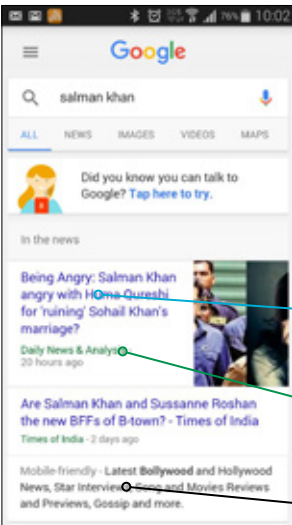 76% 10:02
Google
salman khan
ALL NEWS IMAGES VIDEOS MAPS
Did you know you can talk to
Google? Tap here to try.
In the news
Being Angry: Salman Khan
angry with Huma Qureshi
for 'ruining' Sohail Khan's
marriage?
Daily News & Analysis -
20 hours ago
Are Salman Khan and Sussanne Roshan
the new BFFs of B-town? - Times of India
Times of India - 2 days ago
Mobile-friendly - Latest Bollywood and Hollywood
News, Star Interviews, Song and Movies Reviews
and Previews, Gossip and more.